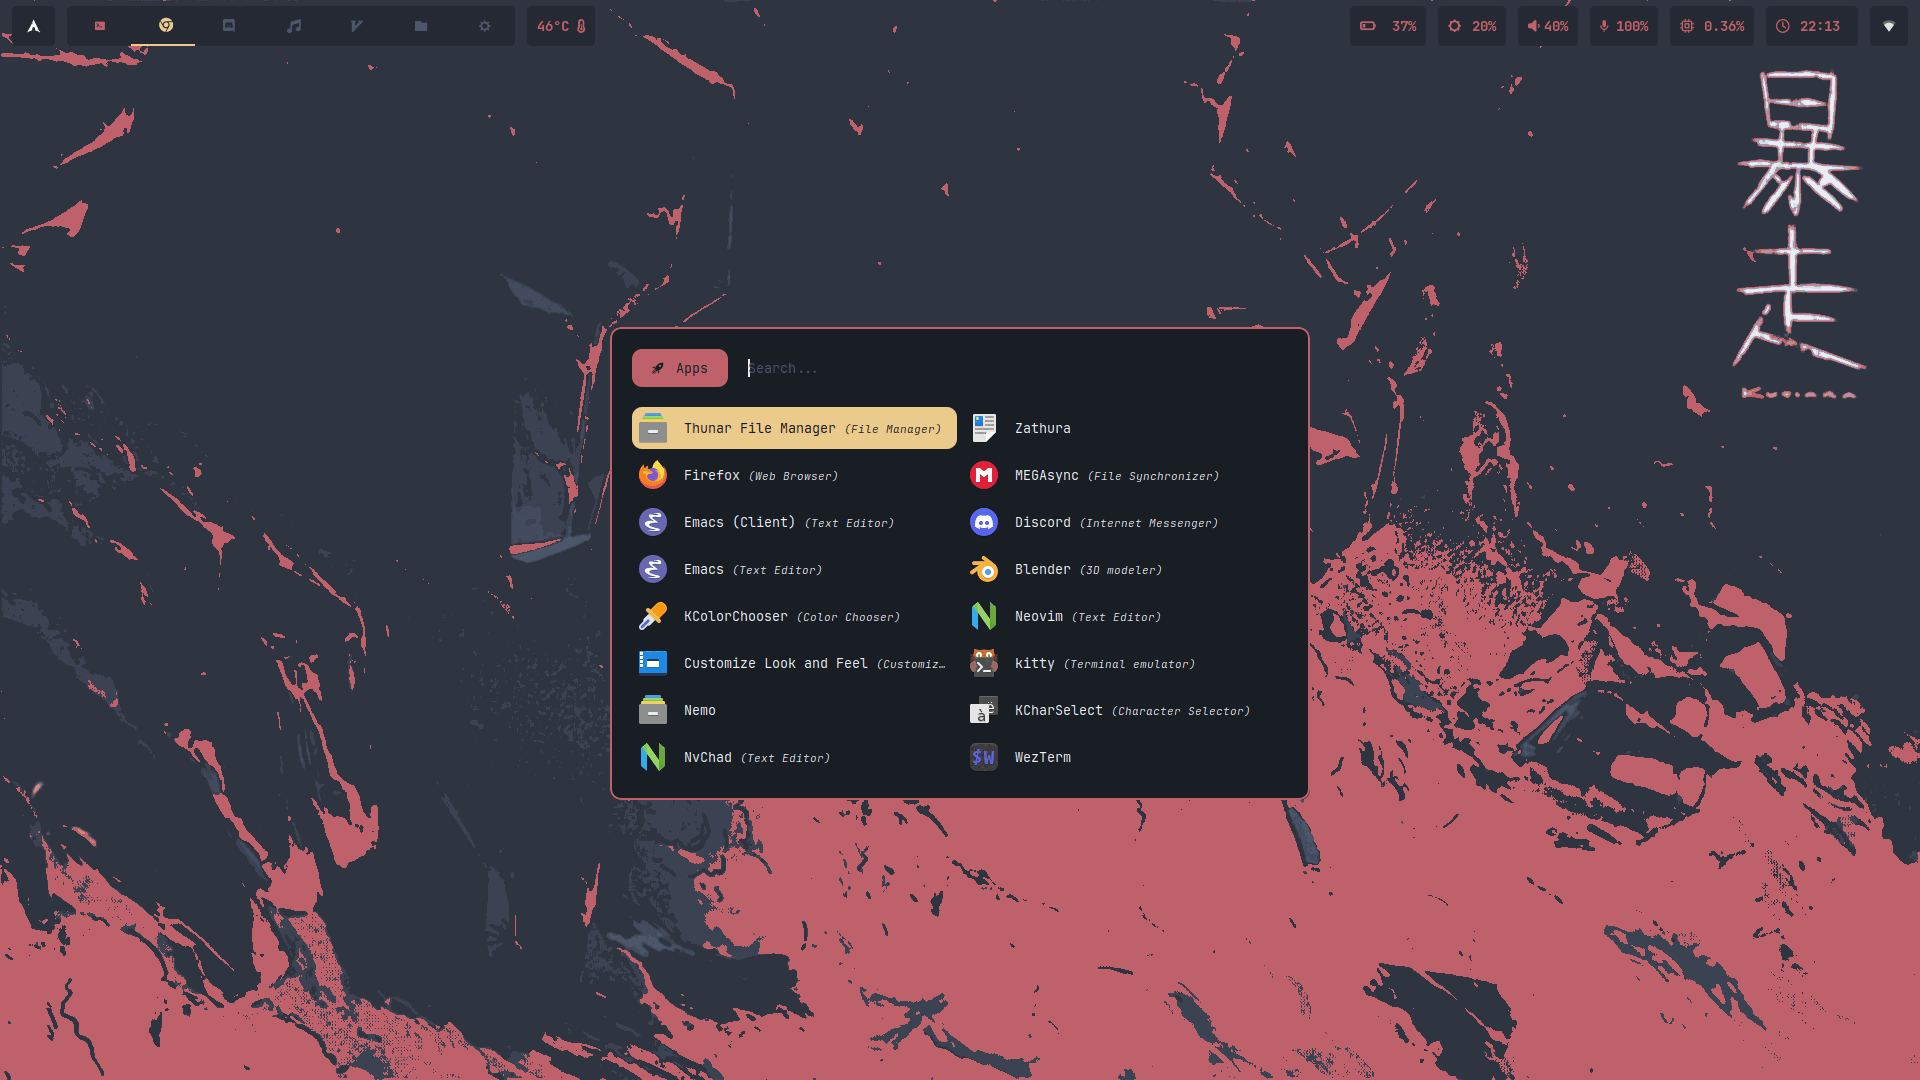 46°C
37%
20%
40%
100%
0.36%
22:13
暴走
Apps
Search...
Thunar File Manager (File Manager)
Zathura
Firefox (Web Browser)
MEGAsync (File Synchronizer)
Emacs (Client) (Text Editor)
Discord (Internet Messenger)
Emacs (Text Editor)
Blender (3D modeler)
KColorChooser (Color Chooser)
Neovim (Text Editor)
Customize Look and Feel (Customiz…
kitty (Terminal emulator)
Nemo
KCharSelect (Character Selector)
NvChad (Text Editor)
WezTerm